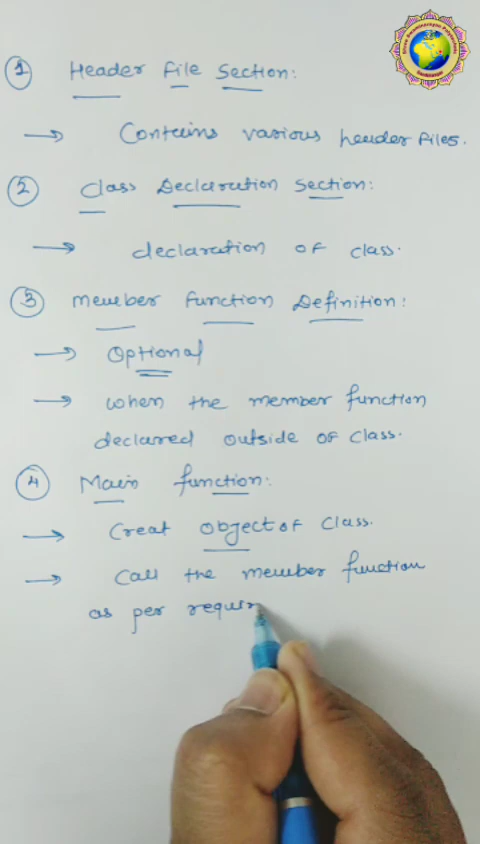 1 Header File Section:
→ Contains various header files.
2 Class Declaration Section:
→ declaration of class.
3 Member Function Definition:
→ Optional
→ When the member function
declared outside of class.
4 Main function:
→ Creat Object of Class.
→ Call the member function
as per requir